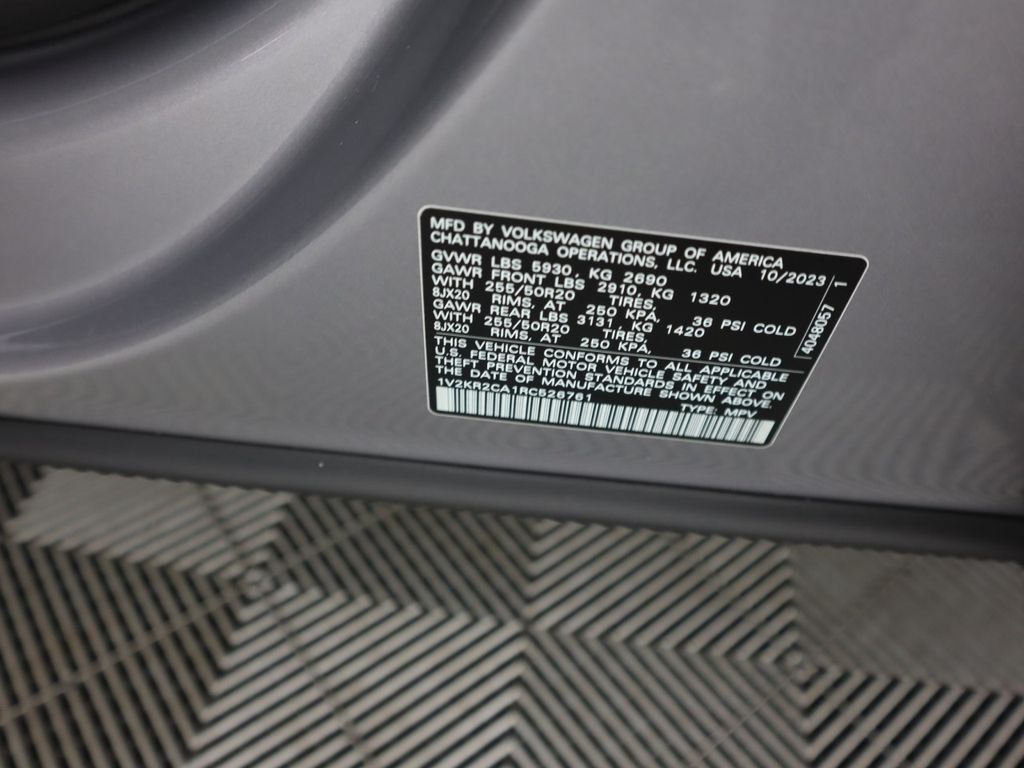 MFD BY VOLKSWAGEN GROUP OF AMERICA
CHATTANOOGA OPERATIONS, LLC. USA 10/2023
GVWR LBS 5930, KG 2690
GAWR FRONT LBS 2910, KG 1320
WITH 255/50R20 TIRES,
8JX20 RIMS, AT 250 KPA, 36 PSI COLD
GAWR REAR LBS 3131, KG 1420
WITH 255/50R20 TIRES,
8JX20 RIMS, AT 250 KPA, 36 PSI COLD
THIS VEHICLE CONFORMS TO ALL APPLICABLE
U.S. FEDERAL MOTOR VEHICLE SAFETY AND
THEFT PREVENTION STANDARDS IN EFFECT ON
THE DATE OF MANUFACTURE SHOWN ABOVE.
1V2KR2CA1RC526761 TYPE: MPV
4048057 1